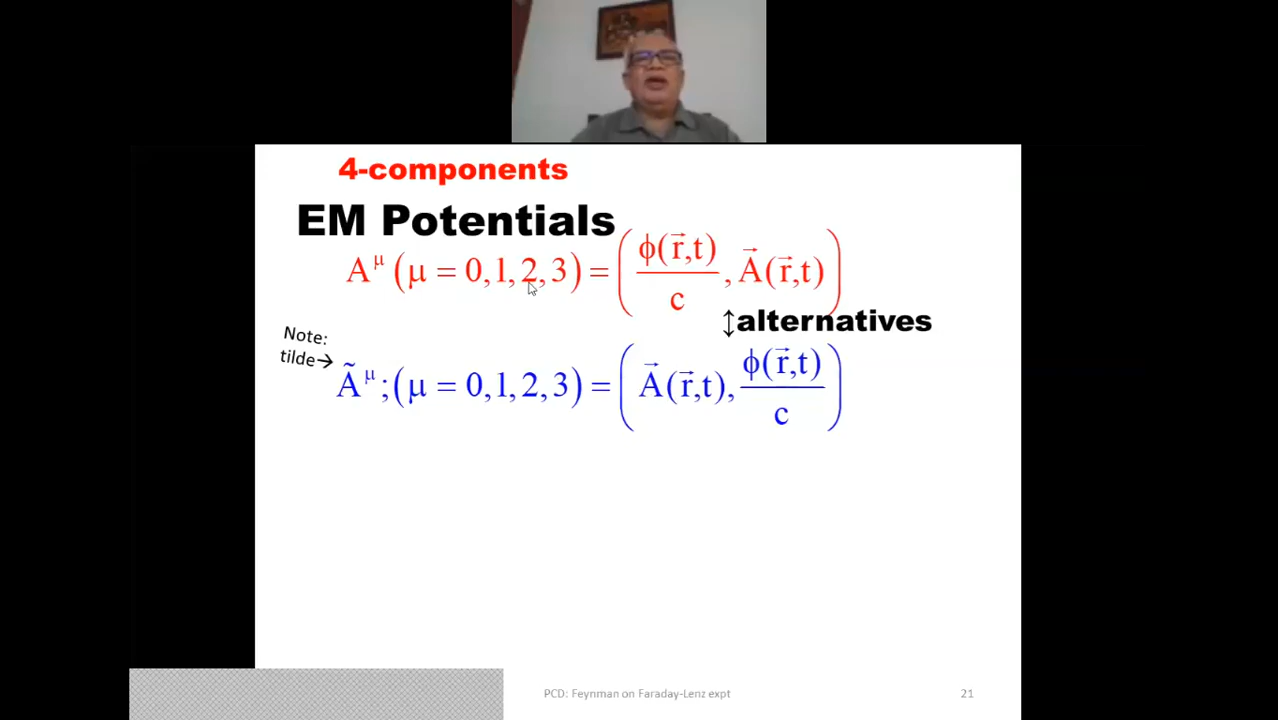 4-components
EM Potentials
A^μ (μ = 0,1,2,3) = (ϕ(r⃗,t)/c , A⃗(r⃗,t))
↕alternatives
Note:
tilde→
Ã^μ ;(μ = 0,1,2,3) = (A⃗(r⃗,t), ϕ(r⃗,t)/c)
PCD: Feynman on Faraday-Lenz expt
21